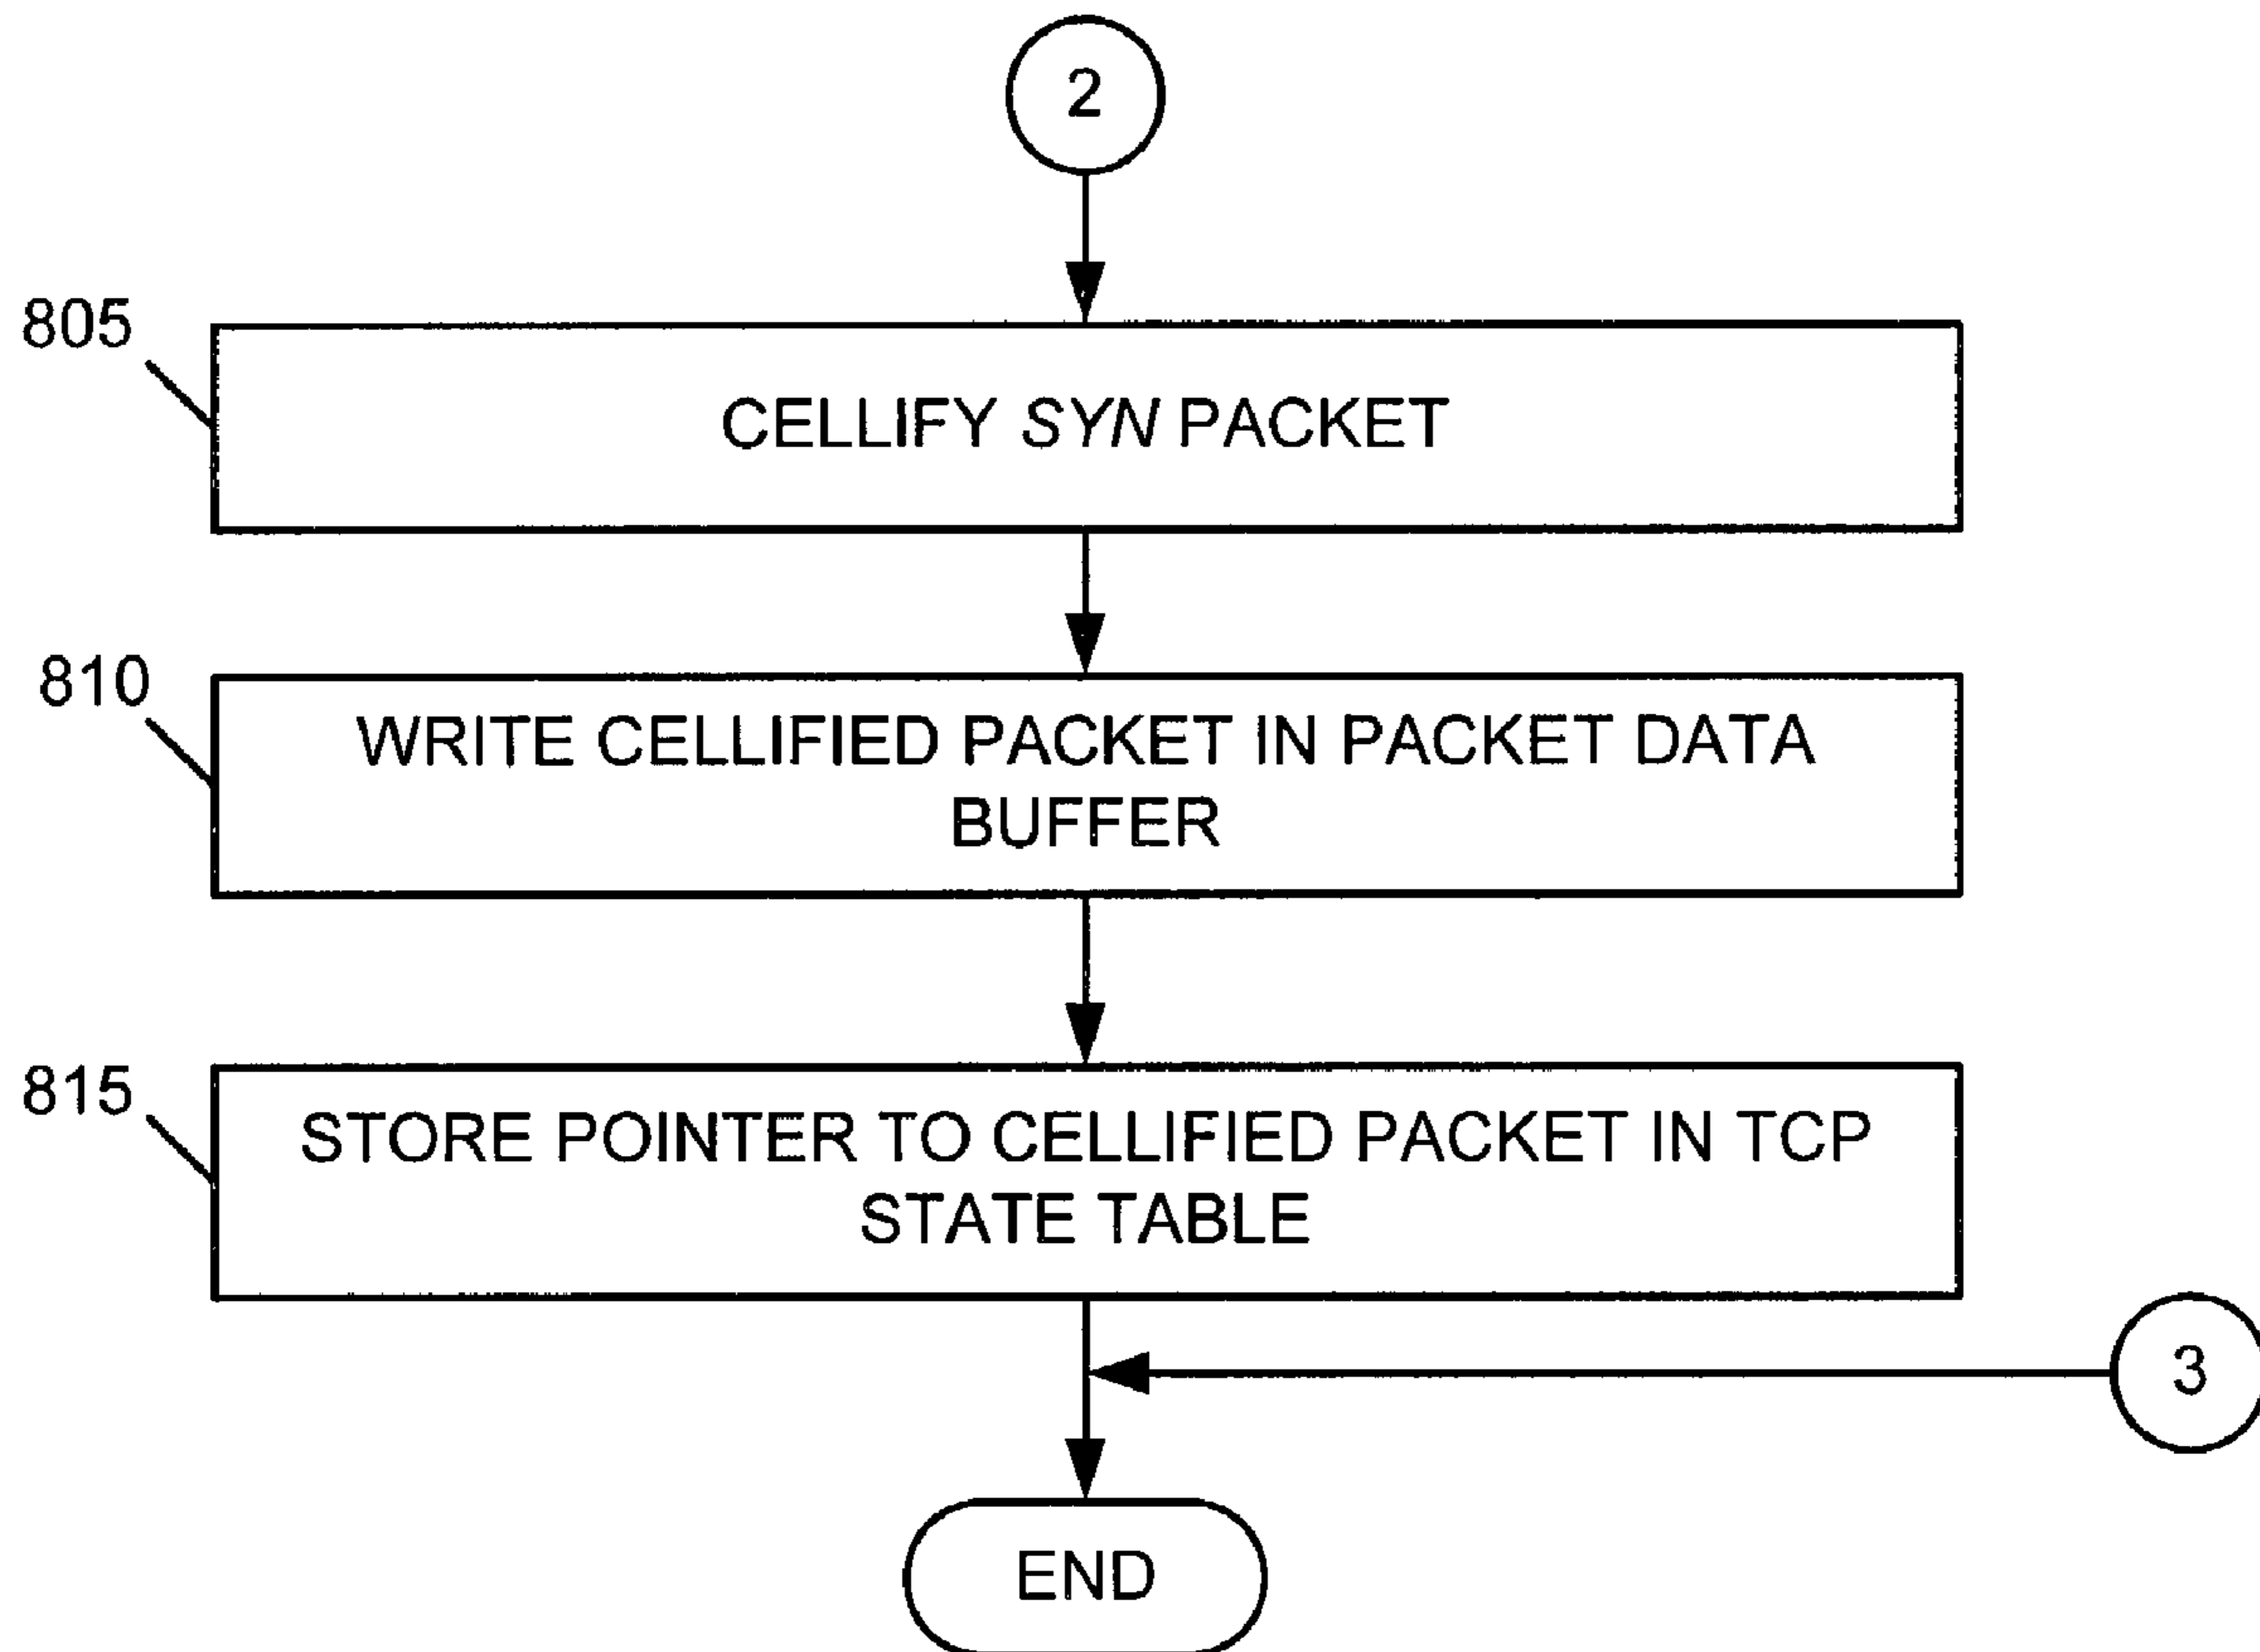 2
805
CELLIFY SYN PACKET
810
WRITE CELLIFIED PACKET IN PACKET DATA
BUFFER
815
STORE POINTER TO CELLIFIED PACKET IN TCP
STATE TABLE
3
END